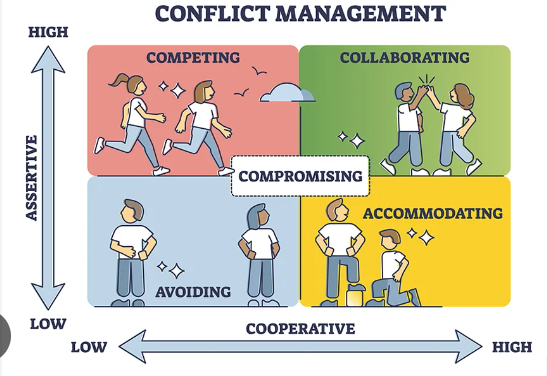 CONFLICT MANAGEMENT
HIGH
COMPETING
COLLABORATING
ASSERTIVE
COMPROMISING
ACCOMMODATING
AVOIDING
LOW
COOPERATIVE
LOW
HIGH